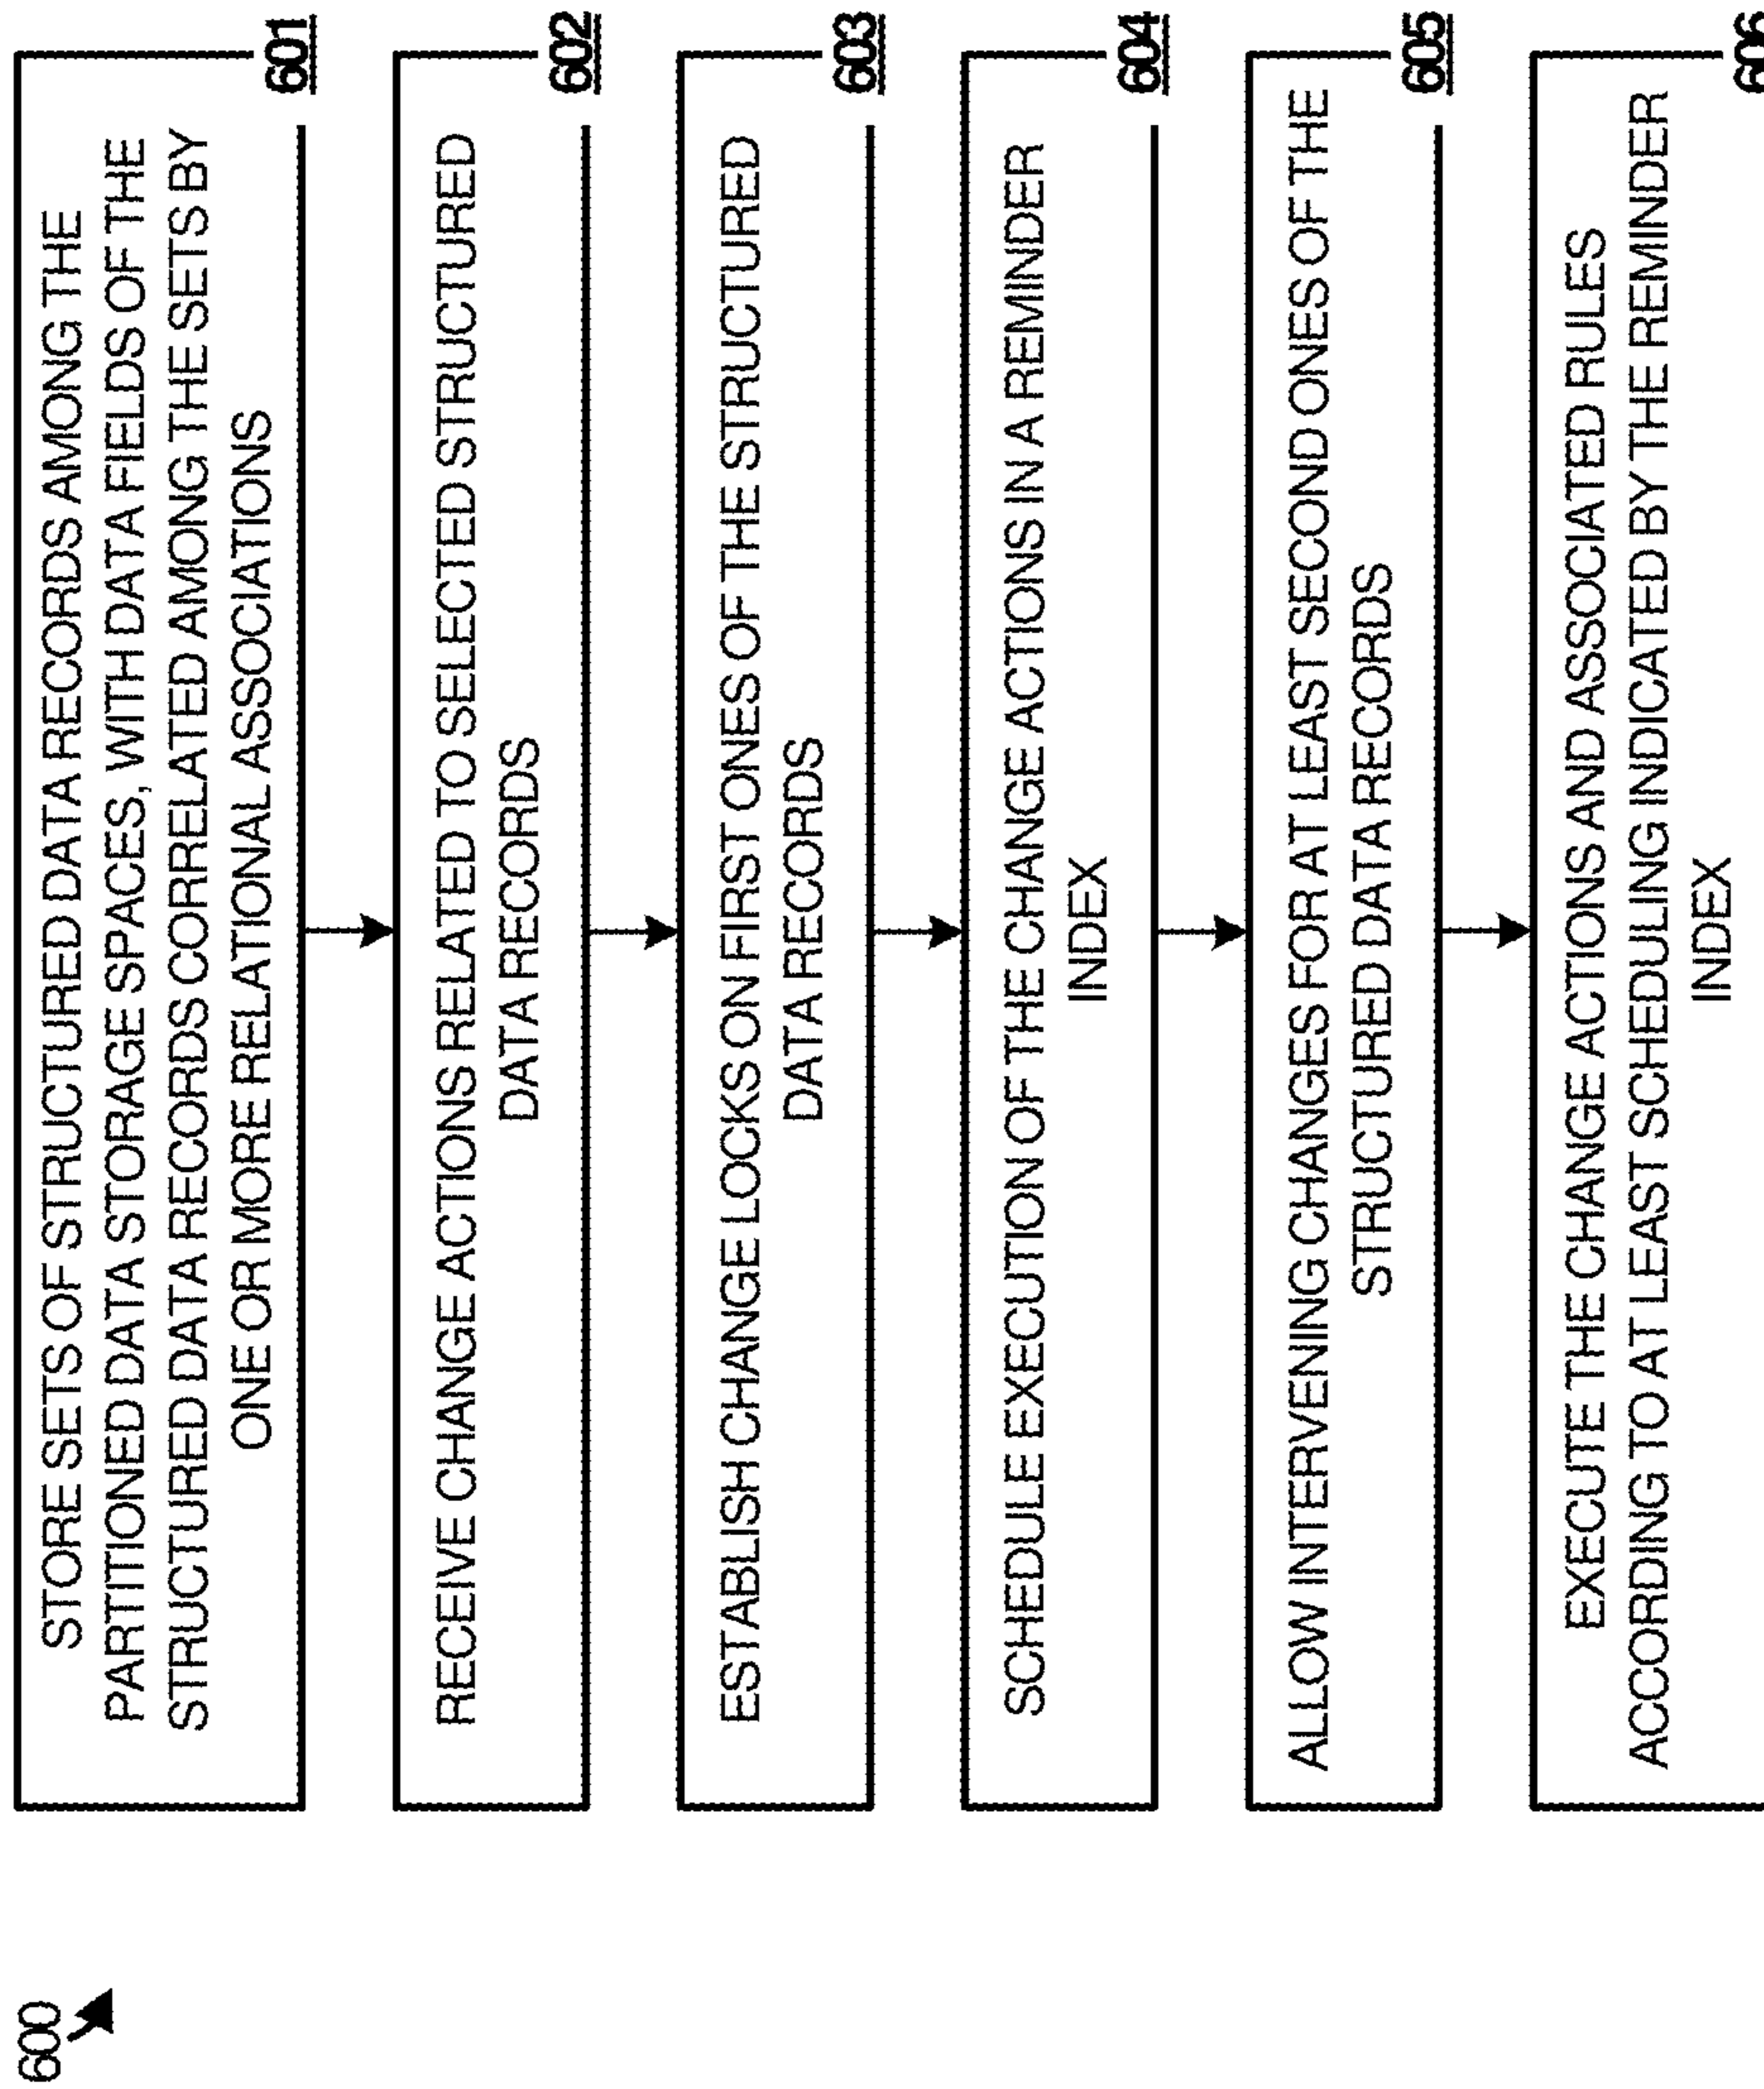 600
STORE SETS OF STRUCTURED DATA RECORDS AMONG THE
PARTITIONED DATA STORAGE SPACES, WITH DATA FIELDS OF THE
STRUCTURED DATA RECORDS CORRELATED AMONG THE SETS BY
ONE OR MORE RELATIONAL ASSOCIATIONS
601
RECEIVE CHANGE ACTIONS RELATED TO SELECTED STRUCTURED
DATA RECORDS
602
ESTABLISH CHANGE LOCKS ON FIRST ONES OF THE STRUCTURED
DATA RECORDS
603
SCHEDULE EXECUTION OF THE CHANGE ACTIONS IN A REMINDER
INDEX
604
ALLOW INTERVENING CHANGES FOR AT LEAST SECOND ONES OF THE
STRUCTURED DATA RECORDS
605
EXECUTE THE CHANGE ACTIONS AND ASSOCIATED RULES
ACCORDING TO AT LEAST SCHEDULING INDICATED BY THE REMINDER
INDEX
606